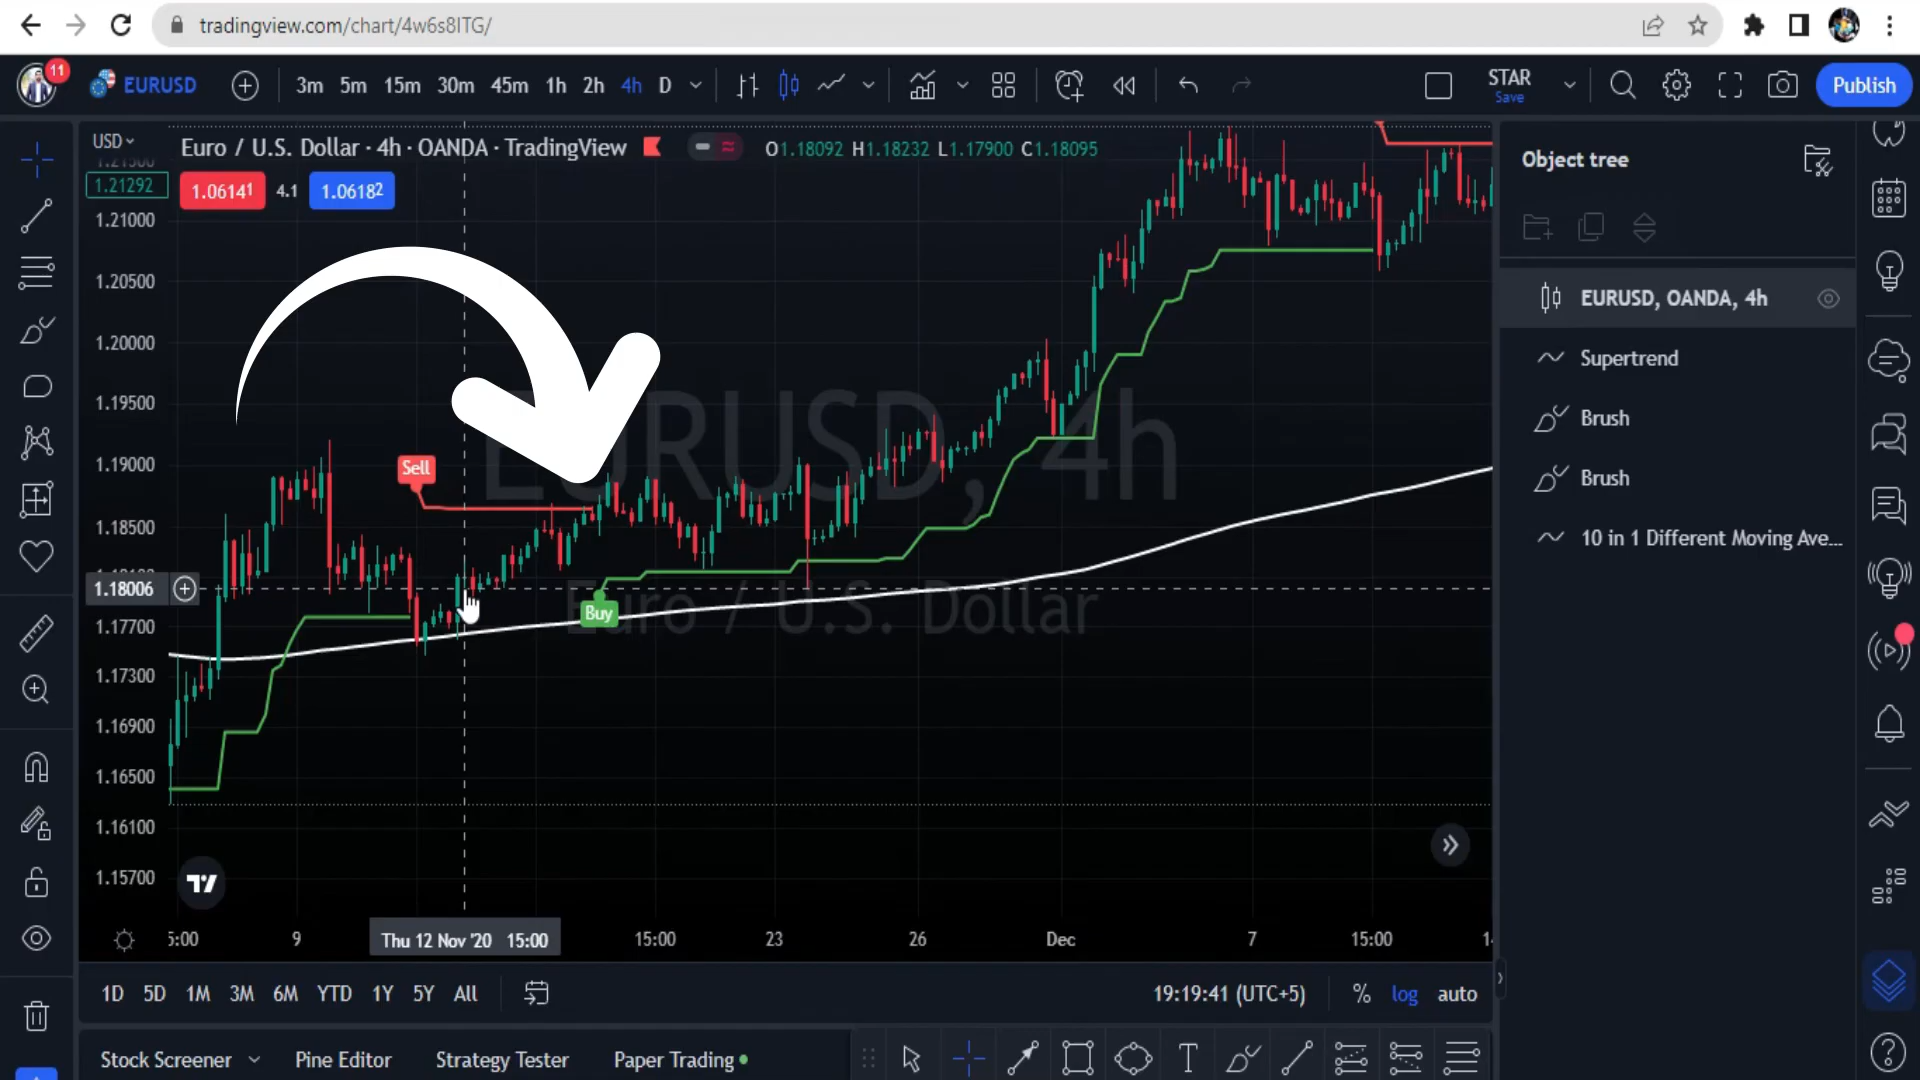 tradingview.com/chart/4w6s8ITG/
11
EURUSD
3m 5m 15m 30m 45m 1h 2h 4h D
STAR
Save
Publish
USD
Euro / U.S. Dollar · 4h · OANDA · TradingView
O1.18092 H1.18232 L1.17900 C1.18095
1.21292
1.06141 4.1 1.06182
1.21000
1.20500
1.20000
1.19500
1.19000
1.18500
1.18006
1.17700
1.17300
1.16900
1.16500
1.16100
1.15700
EURUSD, 4h
Euro / U.S. Dollar
Sell
Buy
5:00 9 Thu 12 Nov '20 15:00 15:00 23 26 Dec 7 15:00
1D 5D 1M 3M 6M YTD 1Y 5Y All
19:19:41 (UTC+5) % log auto
Stock Screener Pine Editor Strategy Tester Paper Trading
Object tree
EURUSD, OANDA, 4h
Supertrend
Brush
Brush
10 in 1 Different Moving Ave...